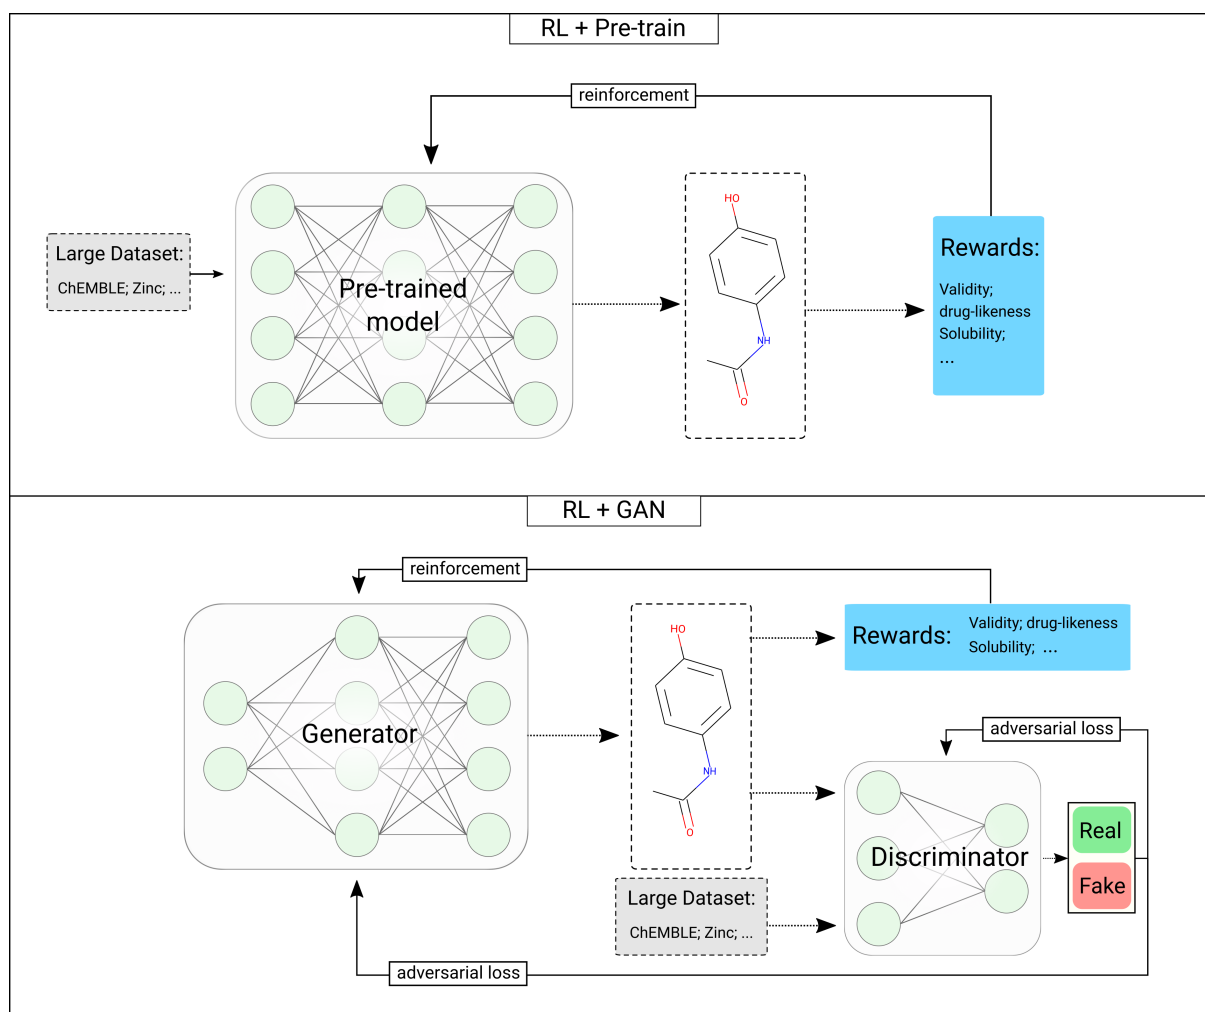 RL + Pre-train
reinforcement
Large Dataset:
ChEMBLE; Zinc; ...
Pre-trained
model
HO
NH
O
Rewards:
Validity;
drug-likeness
Solubility;
...
RL + GAN
reinforcement
Generator
HO
NH
O
Rewards:
Validity; drug-likeness
Solubility; ...
adversarial loss
Discriminator
Real
Fake
Large Dataset:
ChEMBLE; Zinc; ...
adversarial loss